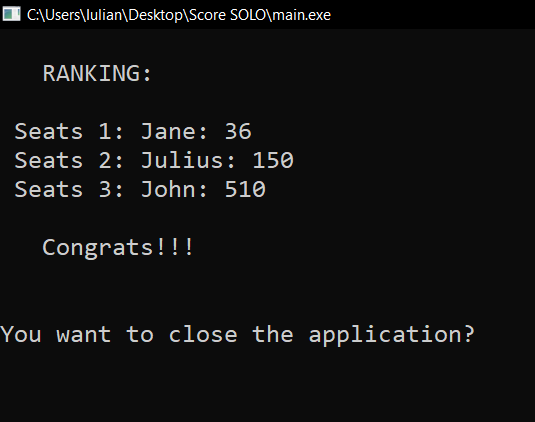 C:\Users\Iulian\Desktop\Score SOLO\main.exe
RANKING:
Seats 1: Jane: 36
Seats 2: Julius: 150
Seats 3: John: 510
Congrats!!!
You want to close the application?